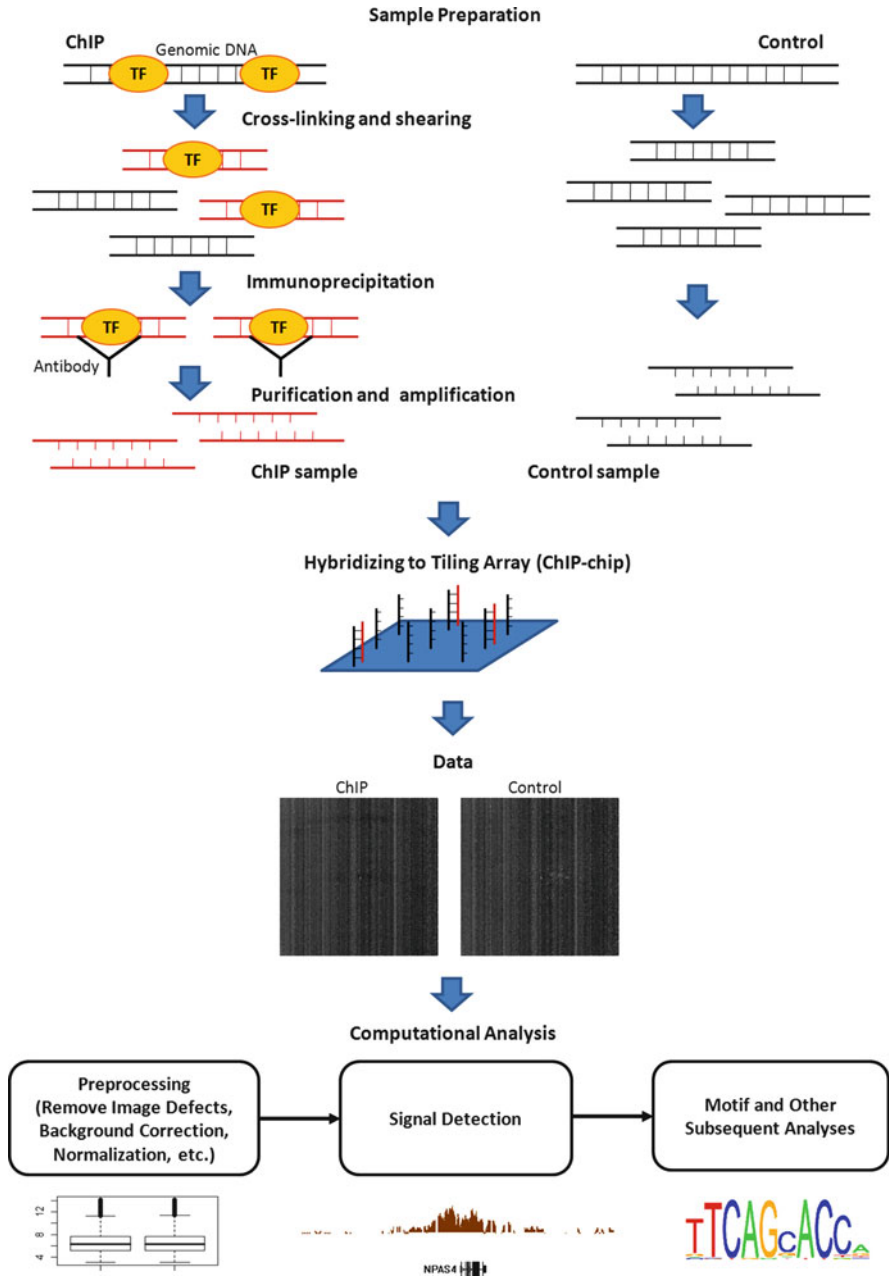 Sample Preparation
ChIP
Genomic DNA
Control
TF
TF
Cross-linking and shearing
TF
TF
Immunoprecipitation
TF
TF
Antibody
Purification and amplification
ChIP sample
Control sample
Hybridizing to Tiling Array (ChIP-chip)
Data
ChIP
Control
Computational Analysis
Preprocessing
(Remove Image Defects,
Background Correction,
Normalization, etc.)
Signal Detection
Motif and Other
Subsequent Analyses
12
8
4
NPAS4
TTCAGCACCA